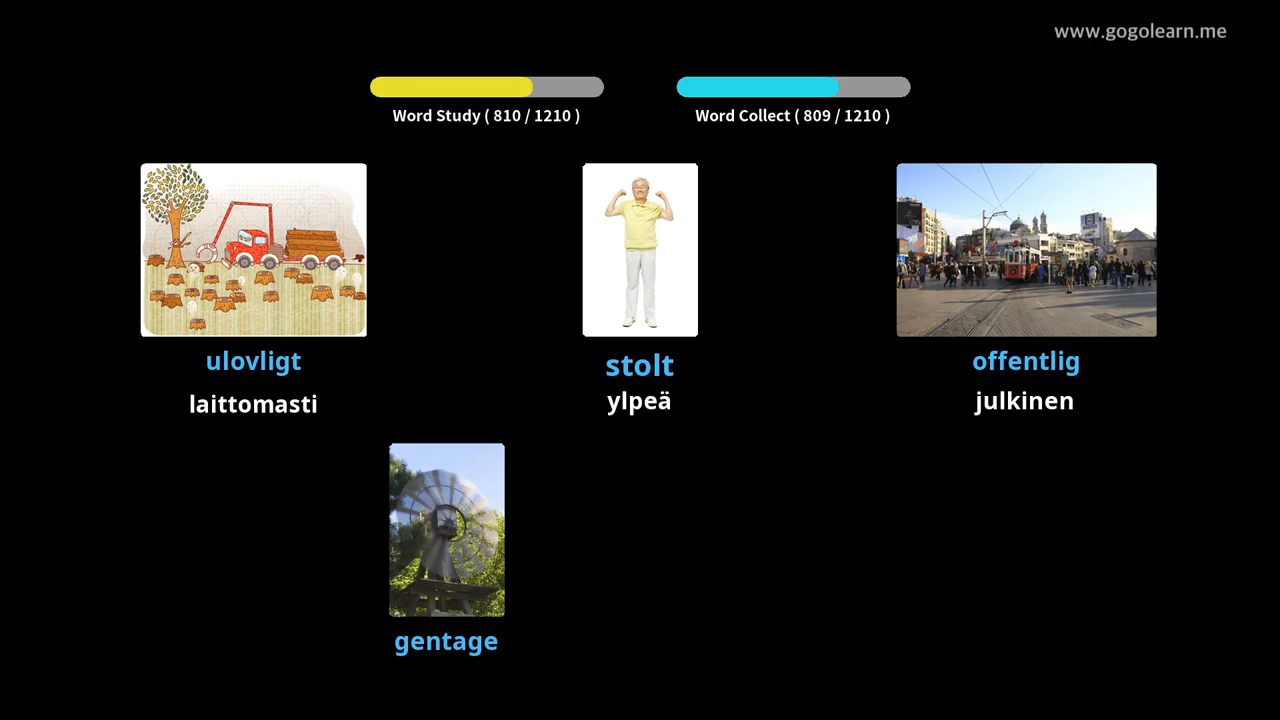 www.gogolearn.me
Word Study ( 810 / 1210 )
Word Collect ( 809 / 1210 )
ulovligt
stolt
offentlig
laittomasti
ylpeä
julkinen
gentage